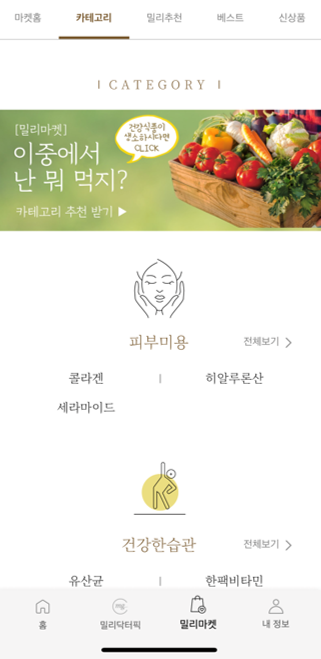 마켓홈 카테고리 밀리추천 베스트 신상품
CATEGORY
[밀리마켓]
이중에서
난 뭐 먹지?
카테고리 추천 받기 ▶
건강식품이
생소하시다면
CLICK
피부미용
전체보기 >
콜라겐 | 히알루론산
세라마이드
건강한습관
전체보기 >
유산균 | 한팩비타민
홈 밀리닥터픽 밀리마켓 내 정보